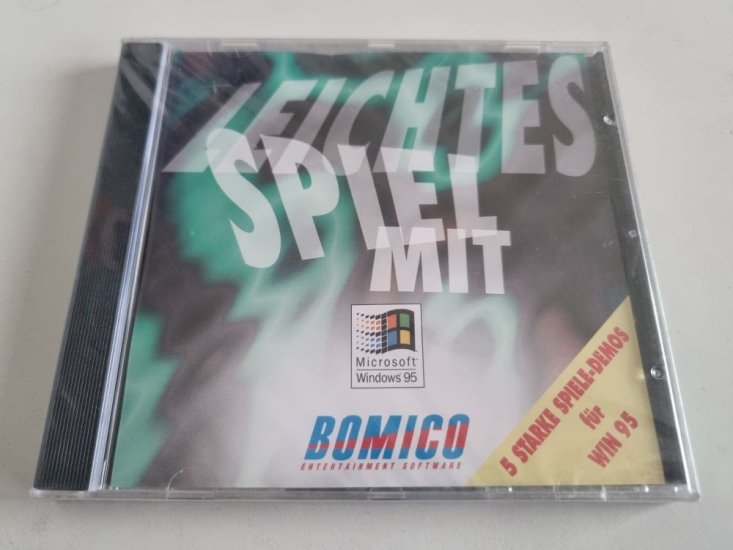 LEICHTES
SPIEL
MIT
Microsoft
Windows 95
BOMICO
ENTERTAINMENT SOFTWARE
5 STARKE SPIELE-DEMOS
für
WIN 95